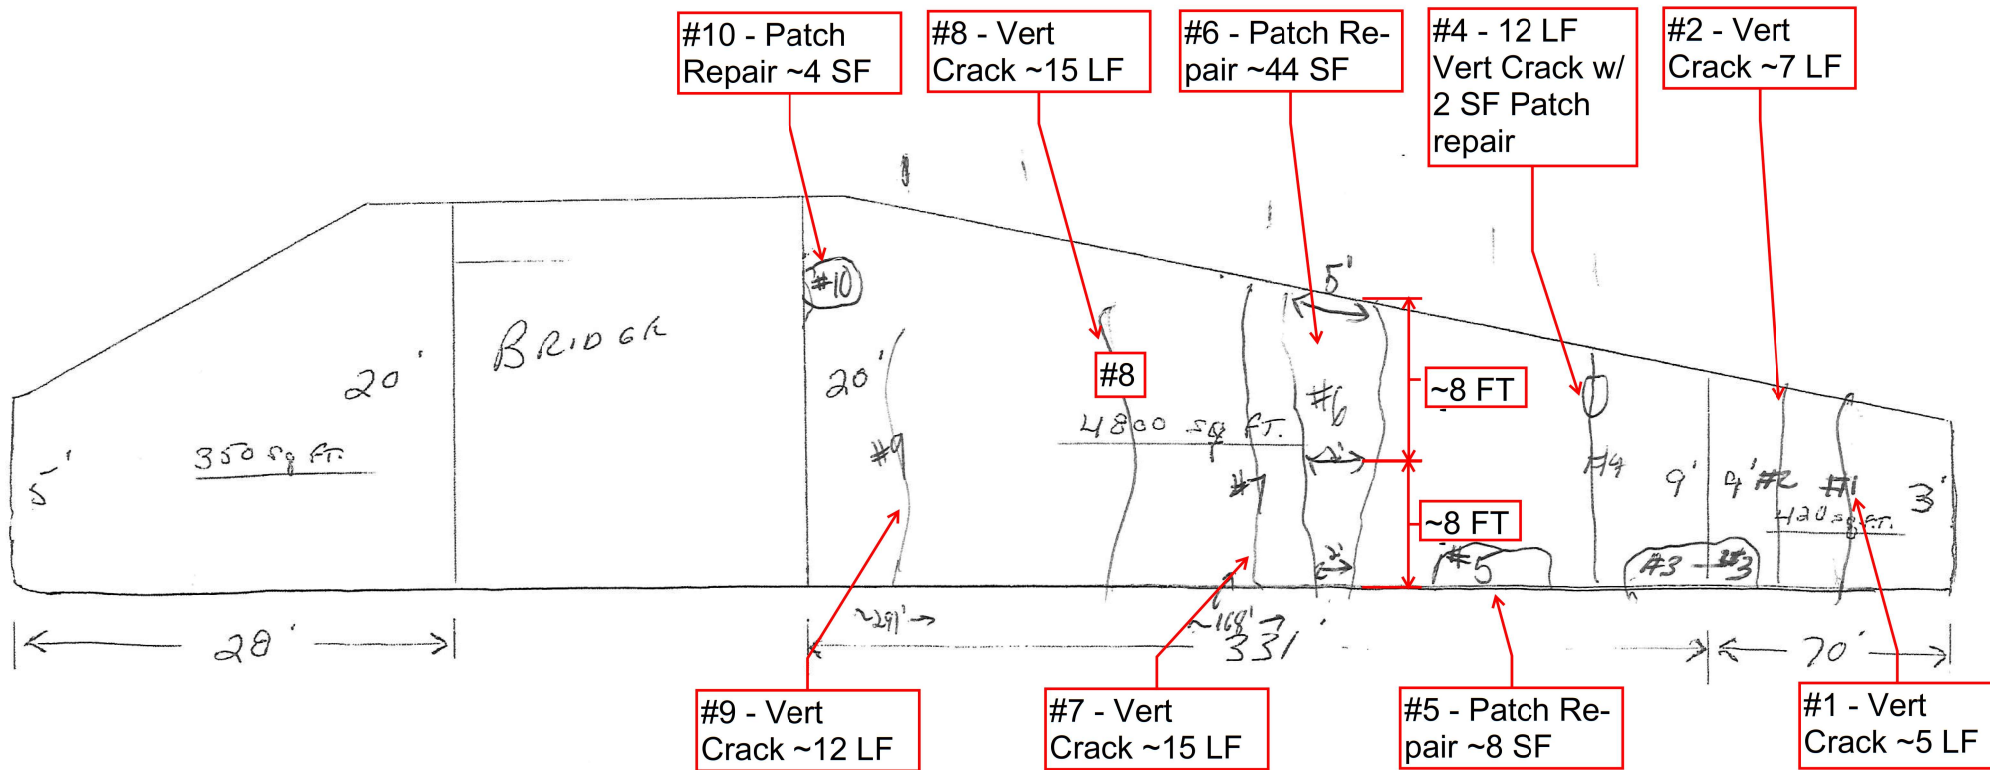 #10 - Patch
Repair ~4 SF
#8 - Vert
Crack ~15 LF
#6 - Patch Re-
pair ~44 SF
#4 - 12 LF
Vert Crack w/
2 SF Patch
repair
#2 - Vert
Crack ~7 LF
5'
#10
BRIDGE
20'
20'
#8
#6
~8 FT
4800 sq FT.
#9
350 sq FT.
5'
2'
#7
#4
9'
9'
#2
#1
3'
420 sq.FT.
~8 FT
2'
#5
#3
#3
~291' →
~168' →
28'
331'
70'
#9 - Vert
Crack ~12 LF
#7 - Vert
Crack ~15 LF
#5 - Patch Re-
pair ~8 SF
#1 - Vert
Crack ~5 LF